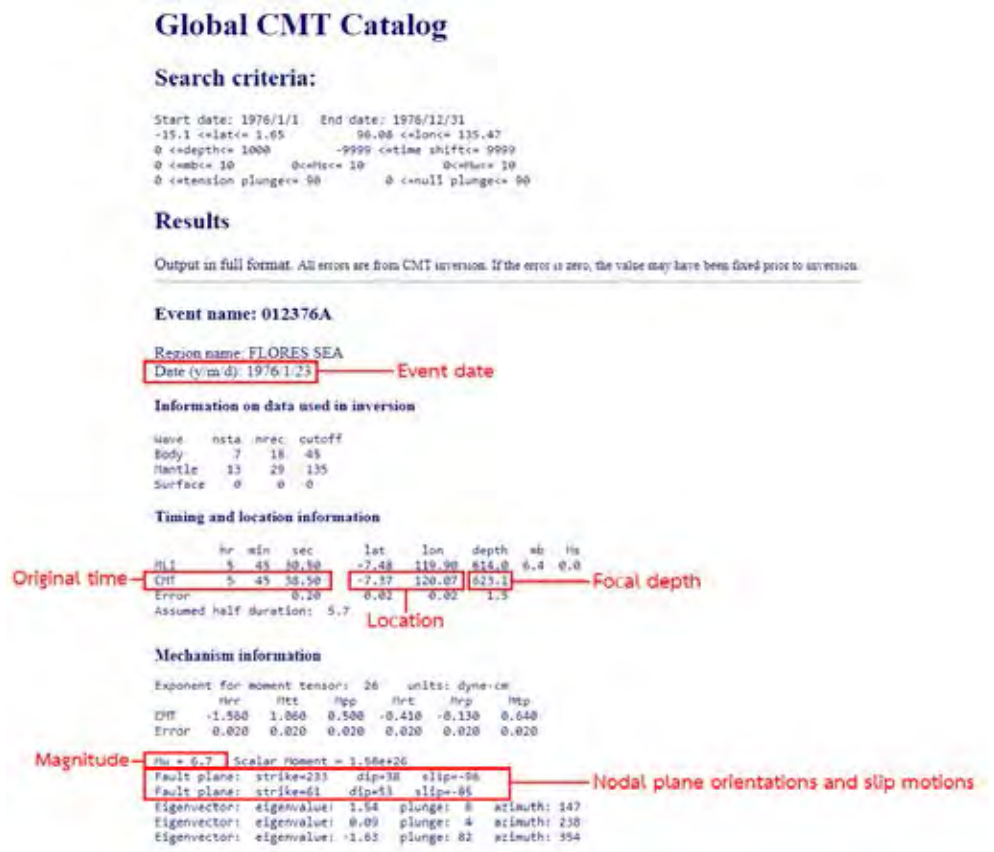 Global CMT Catalog
Search criteria:
Start date: 1976/1/1 End date: 1976/12/31
-15.1 <=lat<= 1.65 96.08 <=lon<= 135.47
0 <=depth<= 1000 -9999 <=time shift<= 9999
0 <=mb<= 10 0<=Ms<= 10 0<=Mw<= 10
0 <=tension plunge<= 90 0 <=null plunge<= 90
Results
Output in full format. All errors are from CMT inversion. If the error is zero, the value may have been fixed prior to inversion.
Event name: 012376A
Region name: FLORES SEA
Date (y/m/d): 1976/1/23 Event date
Information on data used in inversion
Wave nsta nrec cutoff
Body 7 18 45
Mantle 13 29 135
Surface 0 0 0
Timing and location information
hr min sec lat lon depth mb Ms
MLI 5 45 30.50 -7.48 119.90 614.0 6.4 0.0
Original time CMT 5 45 38.50 -7.37 120.07 623.1 Focal depth
Error 0.20 0.02 0.02 1.5
Assumed half duration: 5.7
Location
Mechanism information
Exponent for moment tensor: 26 units: dyne-cm
Mrr Mtt Mpp Mrt Mrp Mtp
CMT -1.560 1.060 0.500 -0.410 -0.130 0.640
Error 0.020 0.020 0.020 0.020 0.020 0.020
Magnitude Mw = 6.7 Scalar Moment = 1.58e+26
Fault plane: strike=233 dip=38 slip=-96
Fault plane: strike=61 dip=53 slip=-85
Nodal plane orientations and slip motions
Eigenvector: eigenvalue: 1.54 plunge: 8 azimuth: 147
Eigenvector: eigenvalue: 0.09 plunge: 4 azimuth: 238
Eigenvector: eigenvalue: -1.63 plunge: 82 azimuth: 354